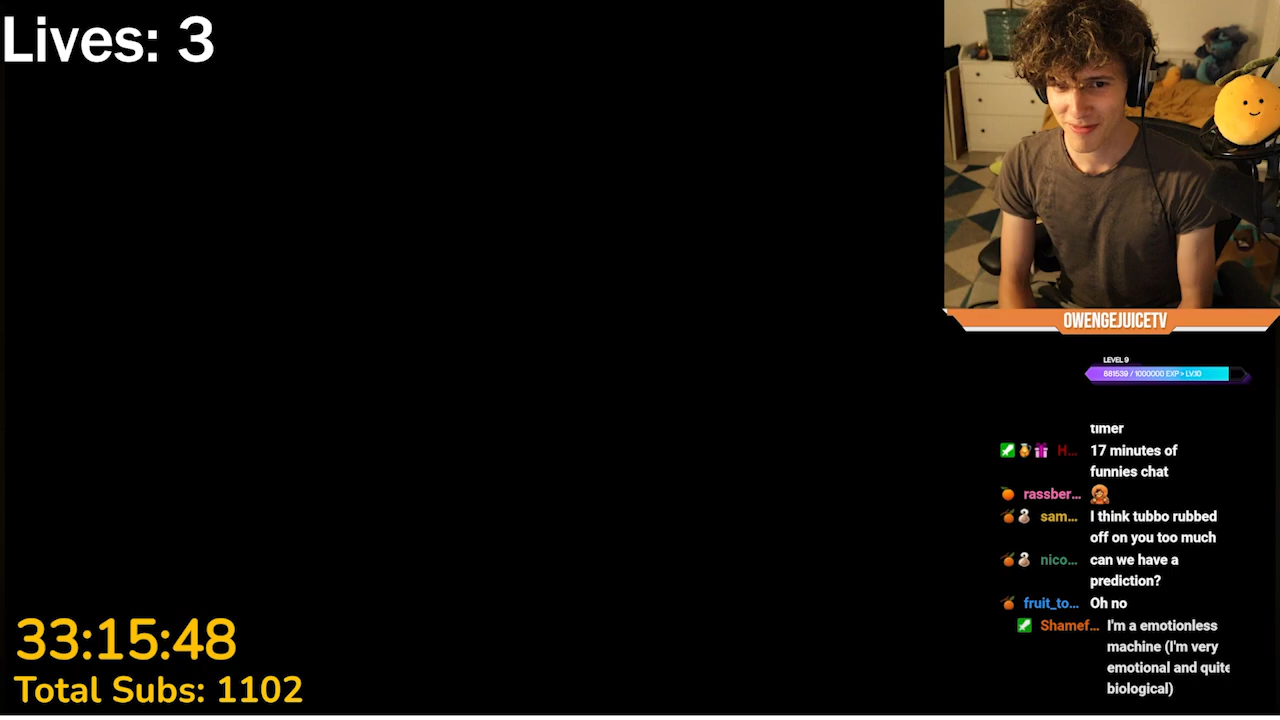 Lives: 3
OWENGEJUICETV
LEVEL 9
881539 / 1000000 EXP > LV.10
timer
H... 17 minutes of
funnies chat
rassber...
sam... I think tubbo rubbed
off on you too much
nico... can we have a
prediction?
fruit_to... Oh no
Shamef... I'm a emotionless
machine (I'm very
emotional and quite
biological)
33:15:48
Total Subs: 1102